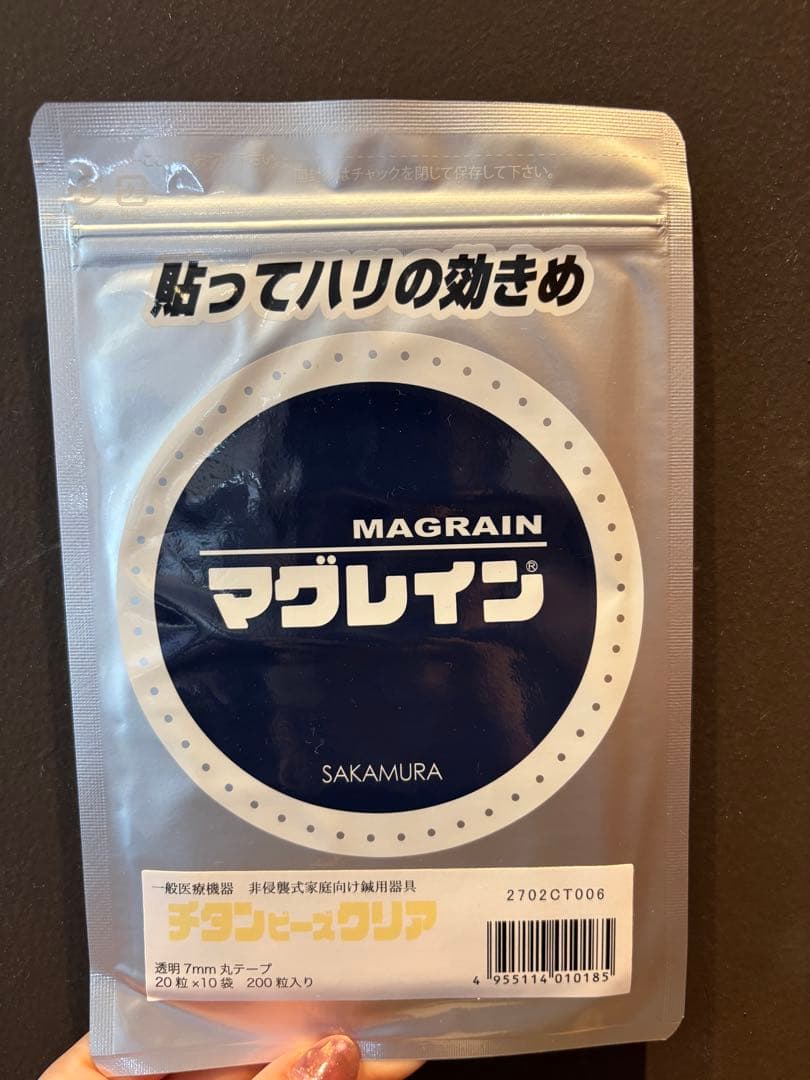 はチャックを閉じて保存して下さい。
貼ってハリの効きめ
MAGRAIN
マグレイン®
SAKAMURA
一般医療機器 非侵襲式家庭向け鍼用器具
2702CT006
チタンビーズクリア
透明 7mm 丸テープ
20粒×10袋 200粒入り
4 955114 010185